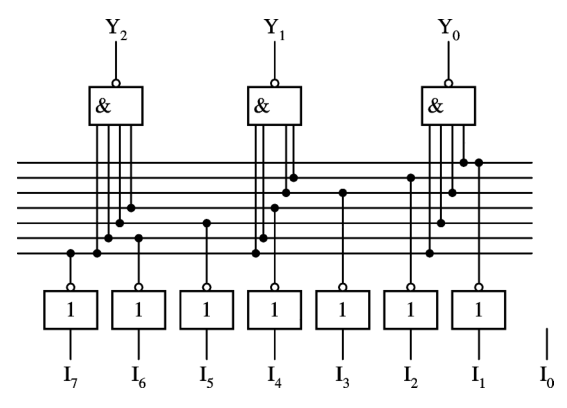 Y₂ Y₁ Y₀
& & &
1 1 1 1 1 1 1
I₇ I₆ I₅ I₄ I₃ I₂ I₁ I₀